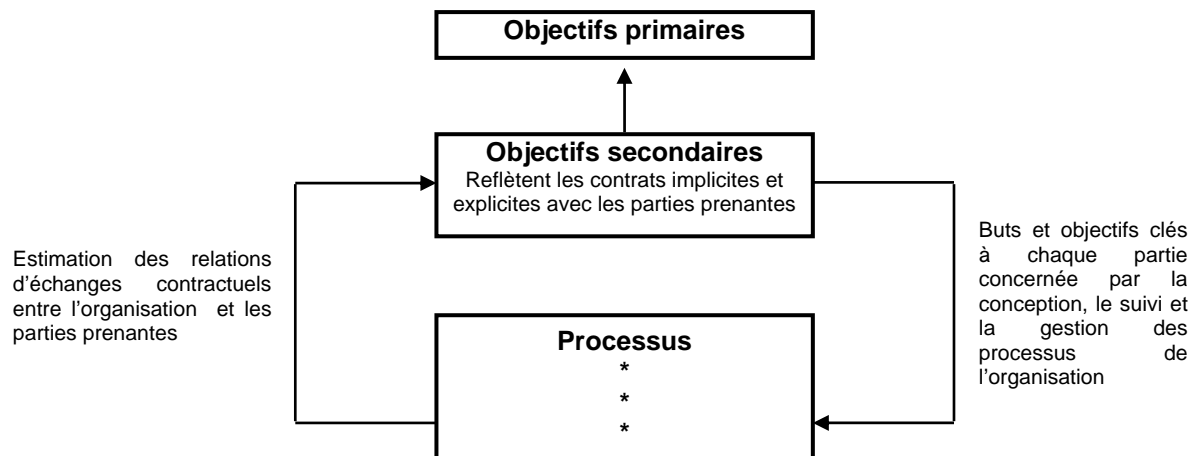 Objectifs primaires
Objectifs secondaires
Reflètent les contrats implicites et
explicites avec les parties prenantes
Estimation des relations
d'échanges contractuels
entre l'organisation et les
parties prenantes
Buts et objectifs clés
à chaque partie
concernée par la
conception, le suivi et
la gestion des
processus de
l'organisation
Processus
*
*
*